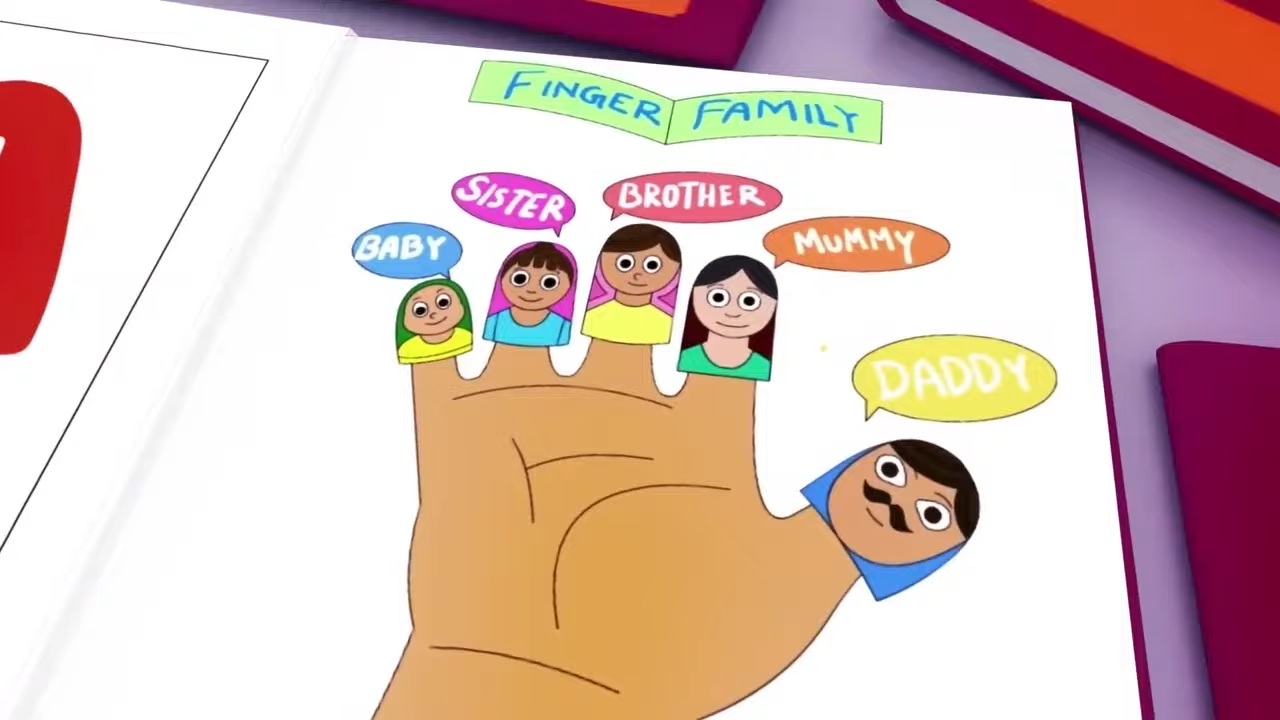 FINGER FAMILY
BABY
SISTER
BROTHER
MUMMY
DADDY